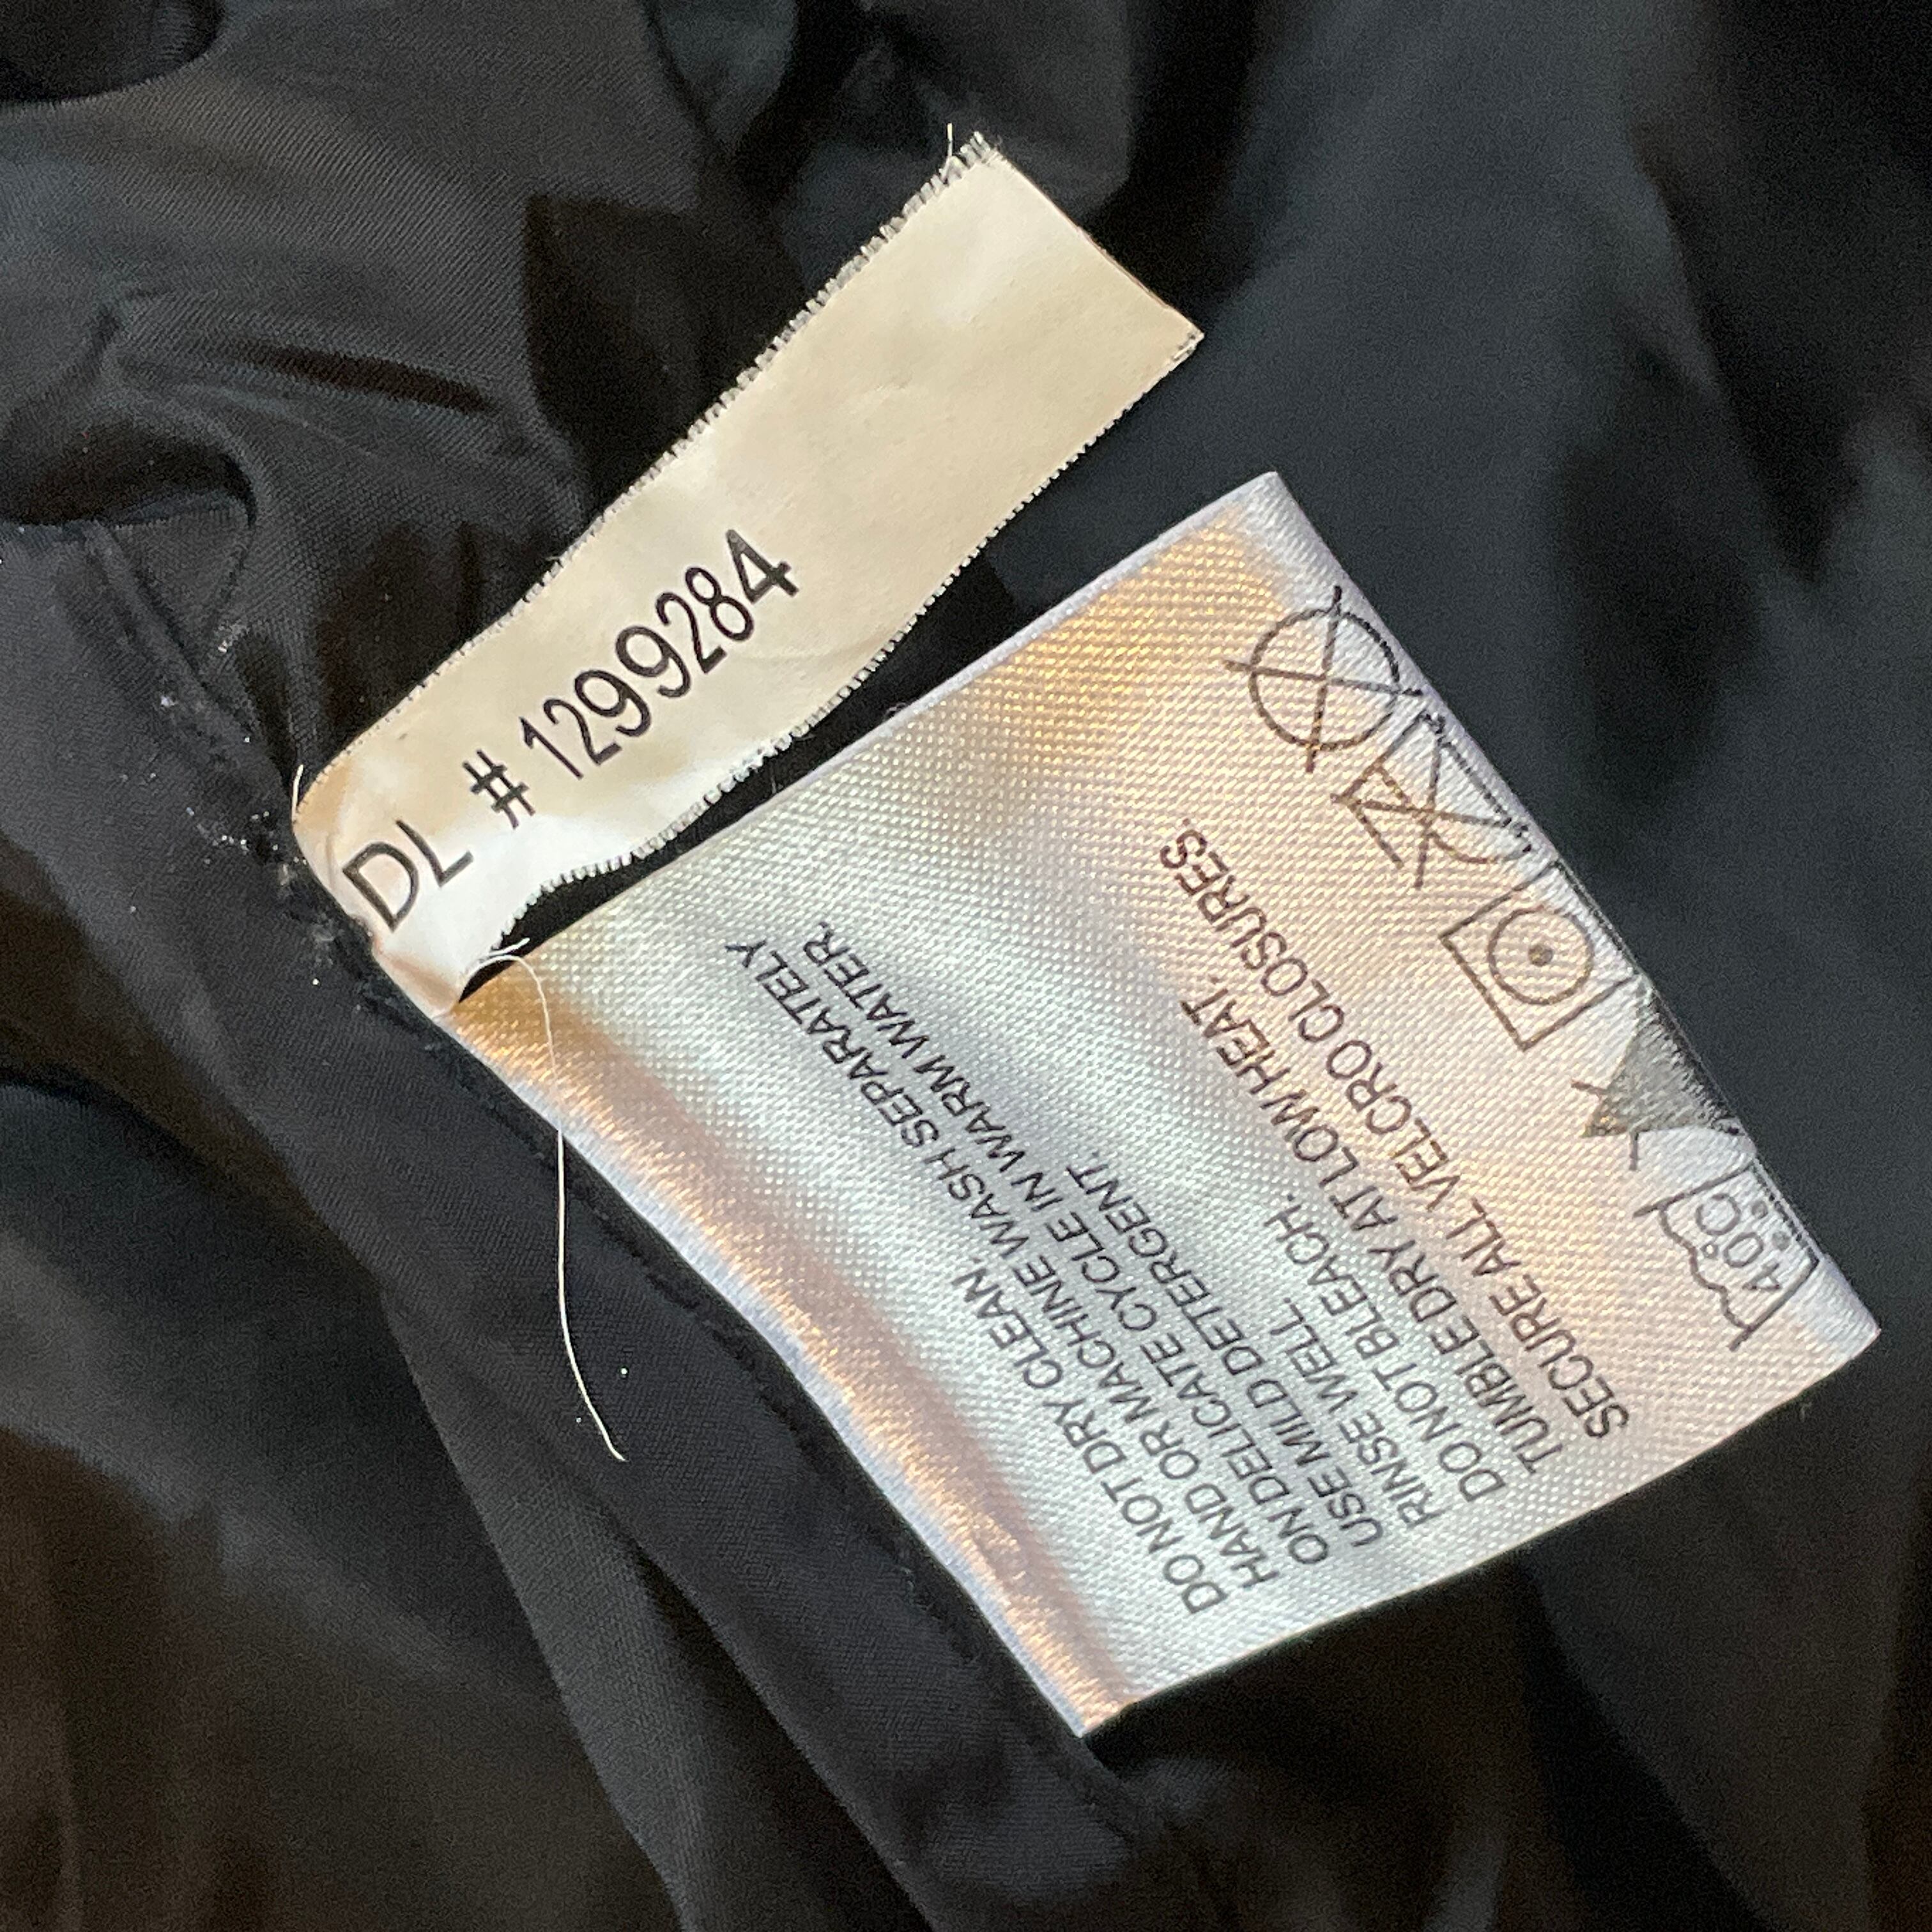 DL # 1299284
DO NOT DRY CLEAN.
HAND OR MACHINE WASH SEPARATELY
ON DELICATE CYCLE IN WARM WATER.
USE MILD DETERGENT.
RINSE WELL.
DO NOT BLEACH.
TUMBLE DRY AT LOW HEAT.
SECURE ALL VELCRO CLOSURES.
40°C